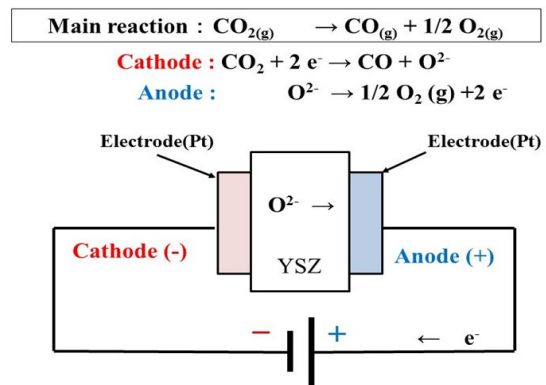 Main reaction : CO₂₍g₎ → CO₍g₎ + 1/2 O₂₍g₎
Cathode : CO₂ + 2 e⁻ → CO + O²⁻
Anode : O²⁻ → 1/2 O₂ (g) +2 e⁻
Electrode(Pt) Electrode(Pt)
O²⁻ →
Cathode (-) YSZ Anode (+)
− +
← e⁻